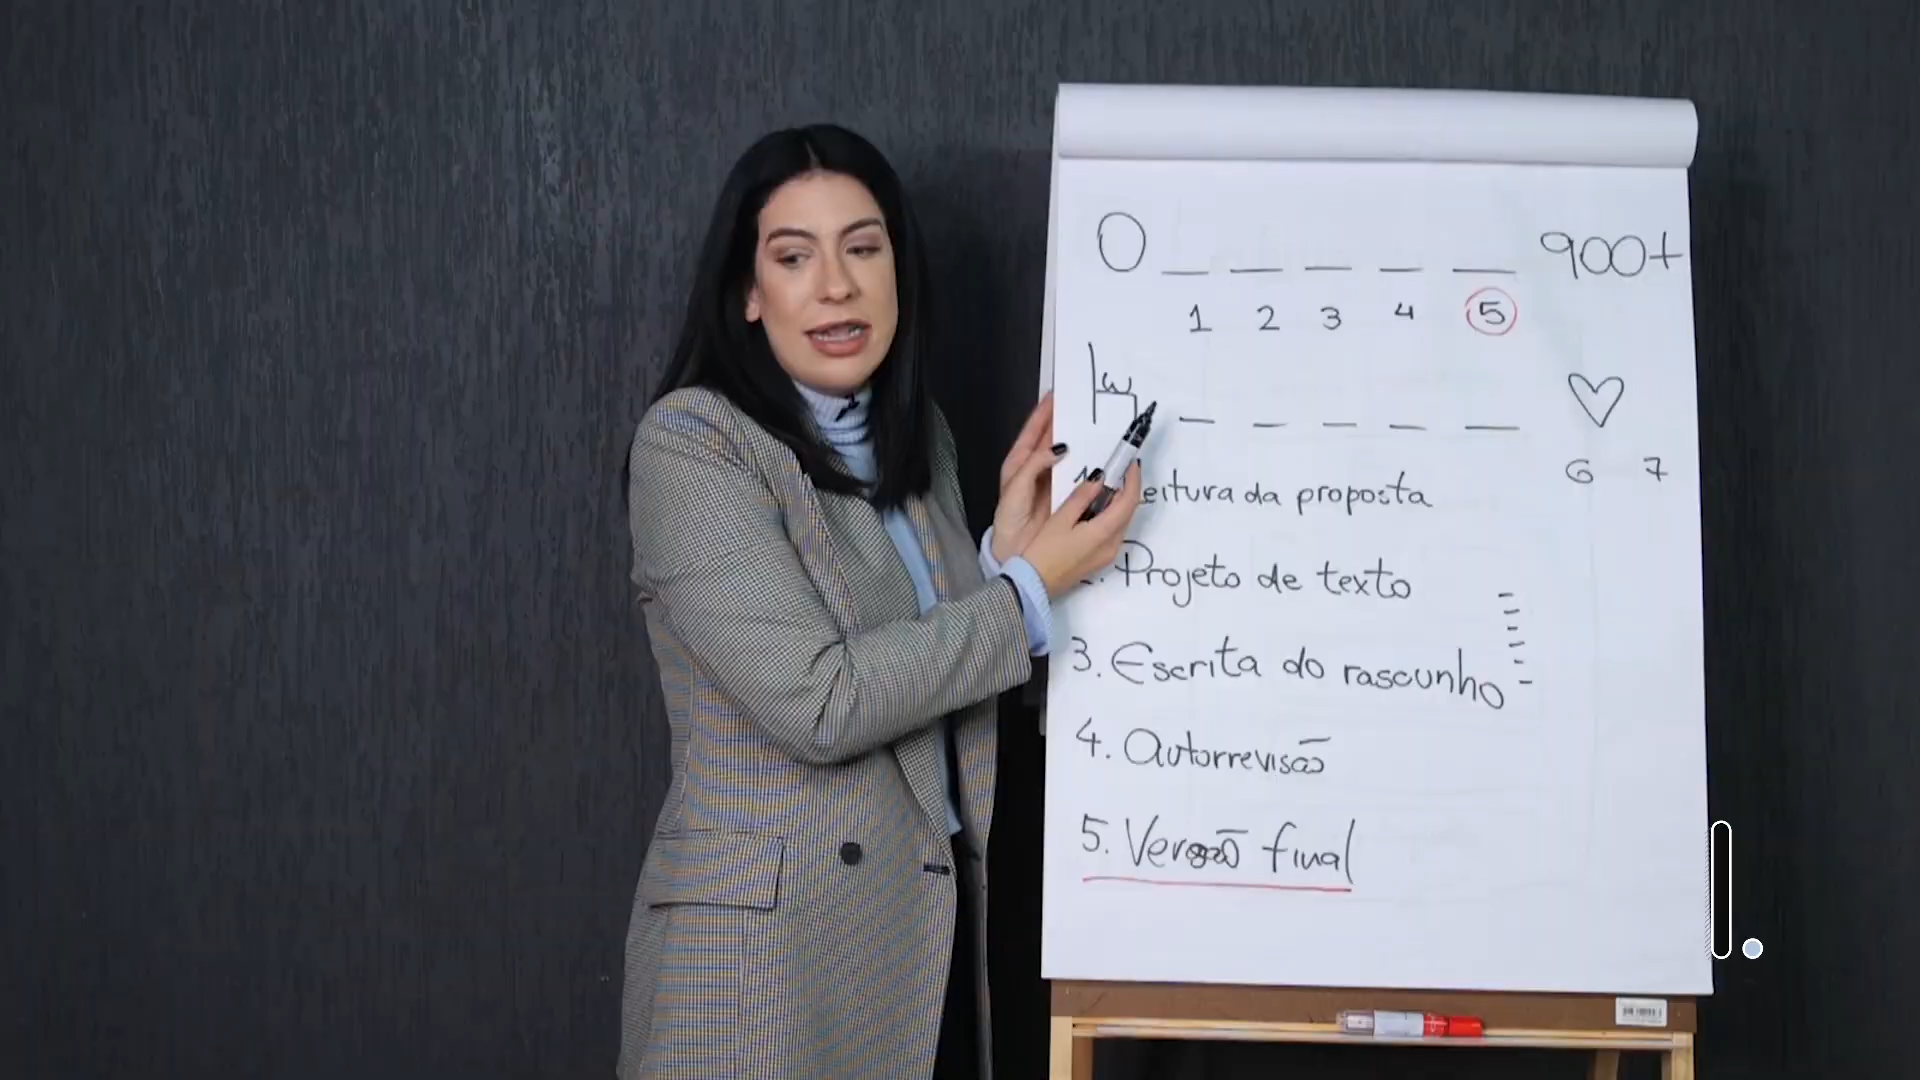 0 _ _ _ _ _ 900+
1 2 3 4 5
_ _ _ _ _
6 7
eitura da proposta
. Projeto de texto
3. Escrita do rascunho
4. Autorrevisão
5. Versão final